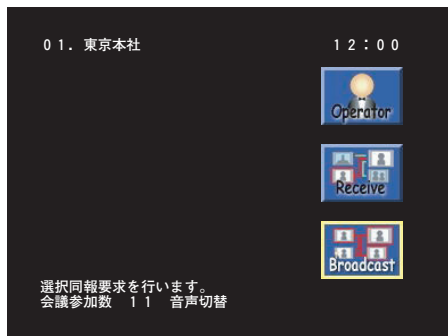 ０１．東京本社
１２：００
Operator
Receive
Broadcast
選択同報要求を行います。
会議参加数　１１　音声切替